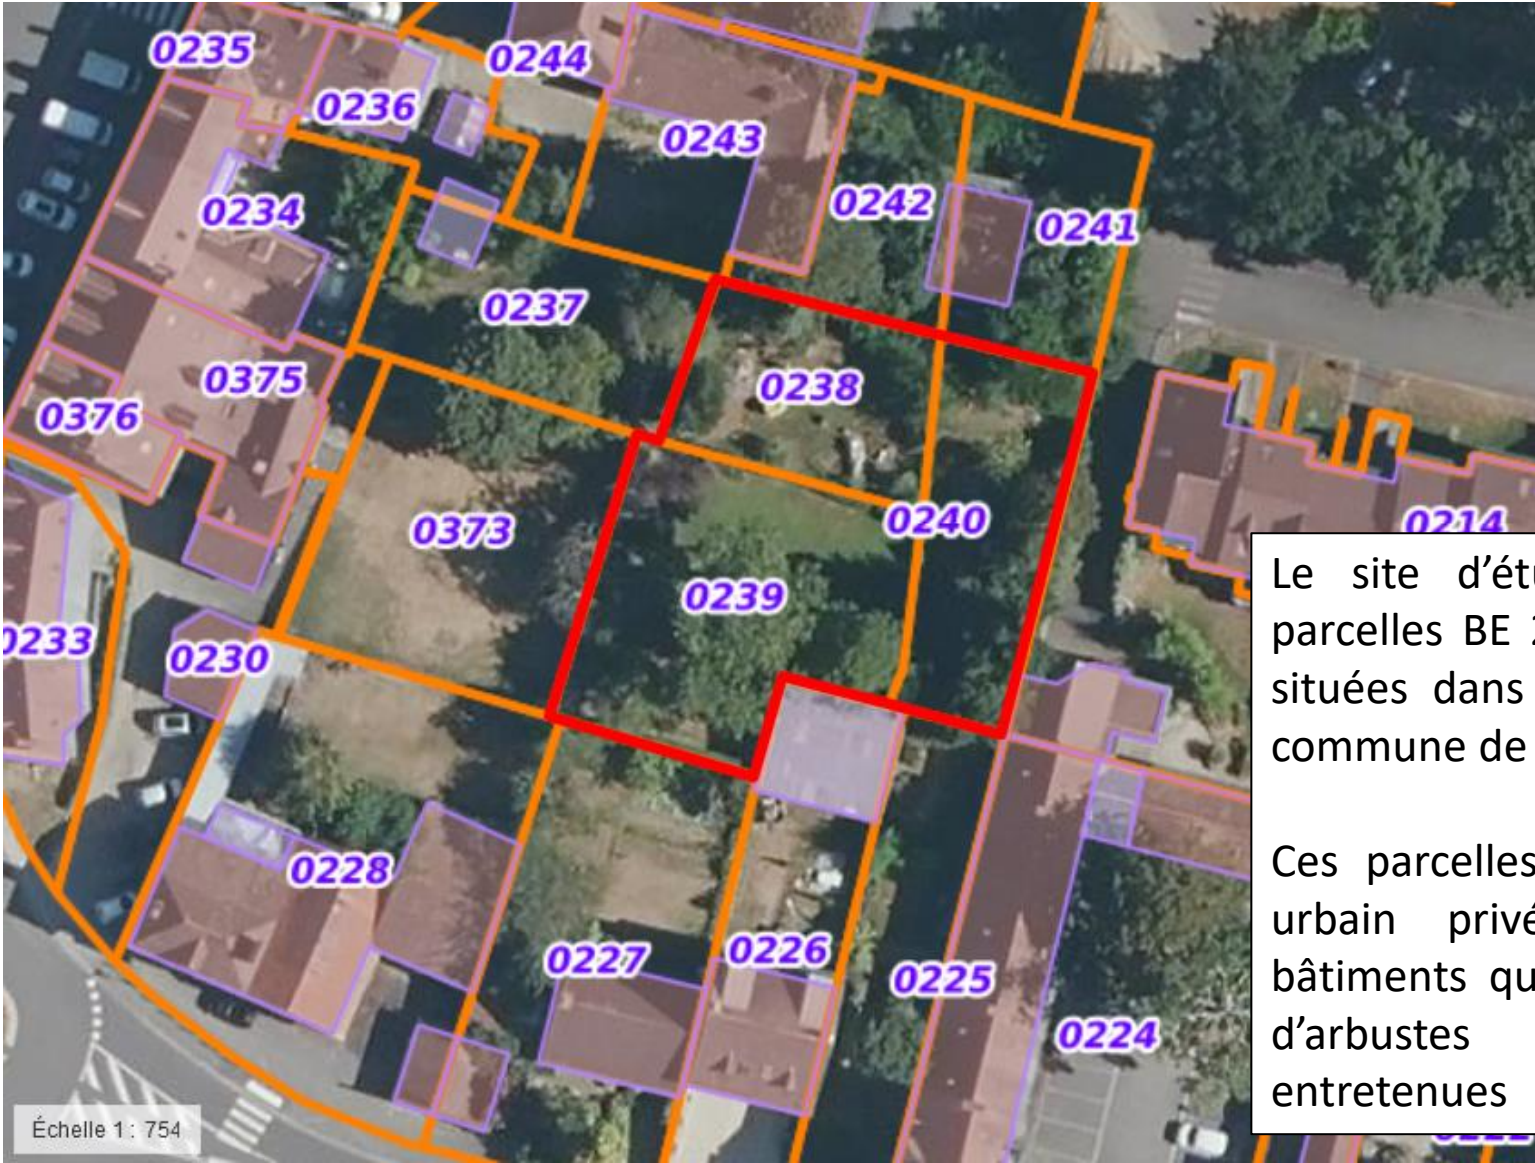 0235
0244
0236
0243
0234
0242
0241
0237
0238
0375
0376
0240
0373
0214
0239
0233
0230
Le site d’étu
parcelles BE 2
situées dans
commune de
Ces parcelles
urbain privé
bâtiments qu
d’arbustes
entretenues
0228
0227
0226
0225
0224
Échelle 1 : 754